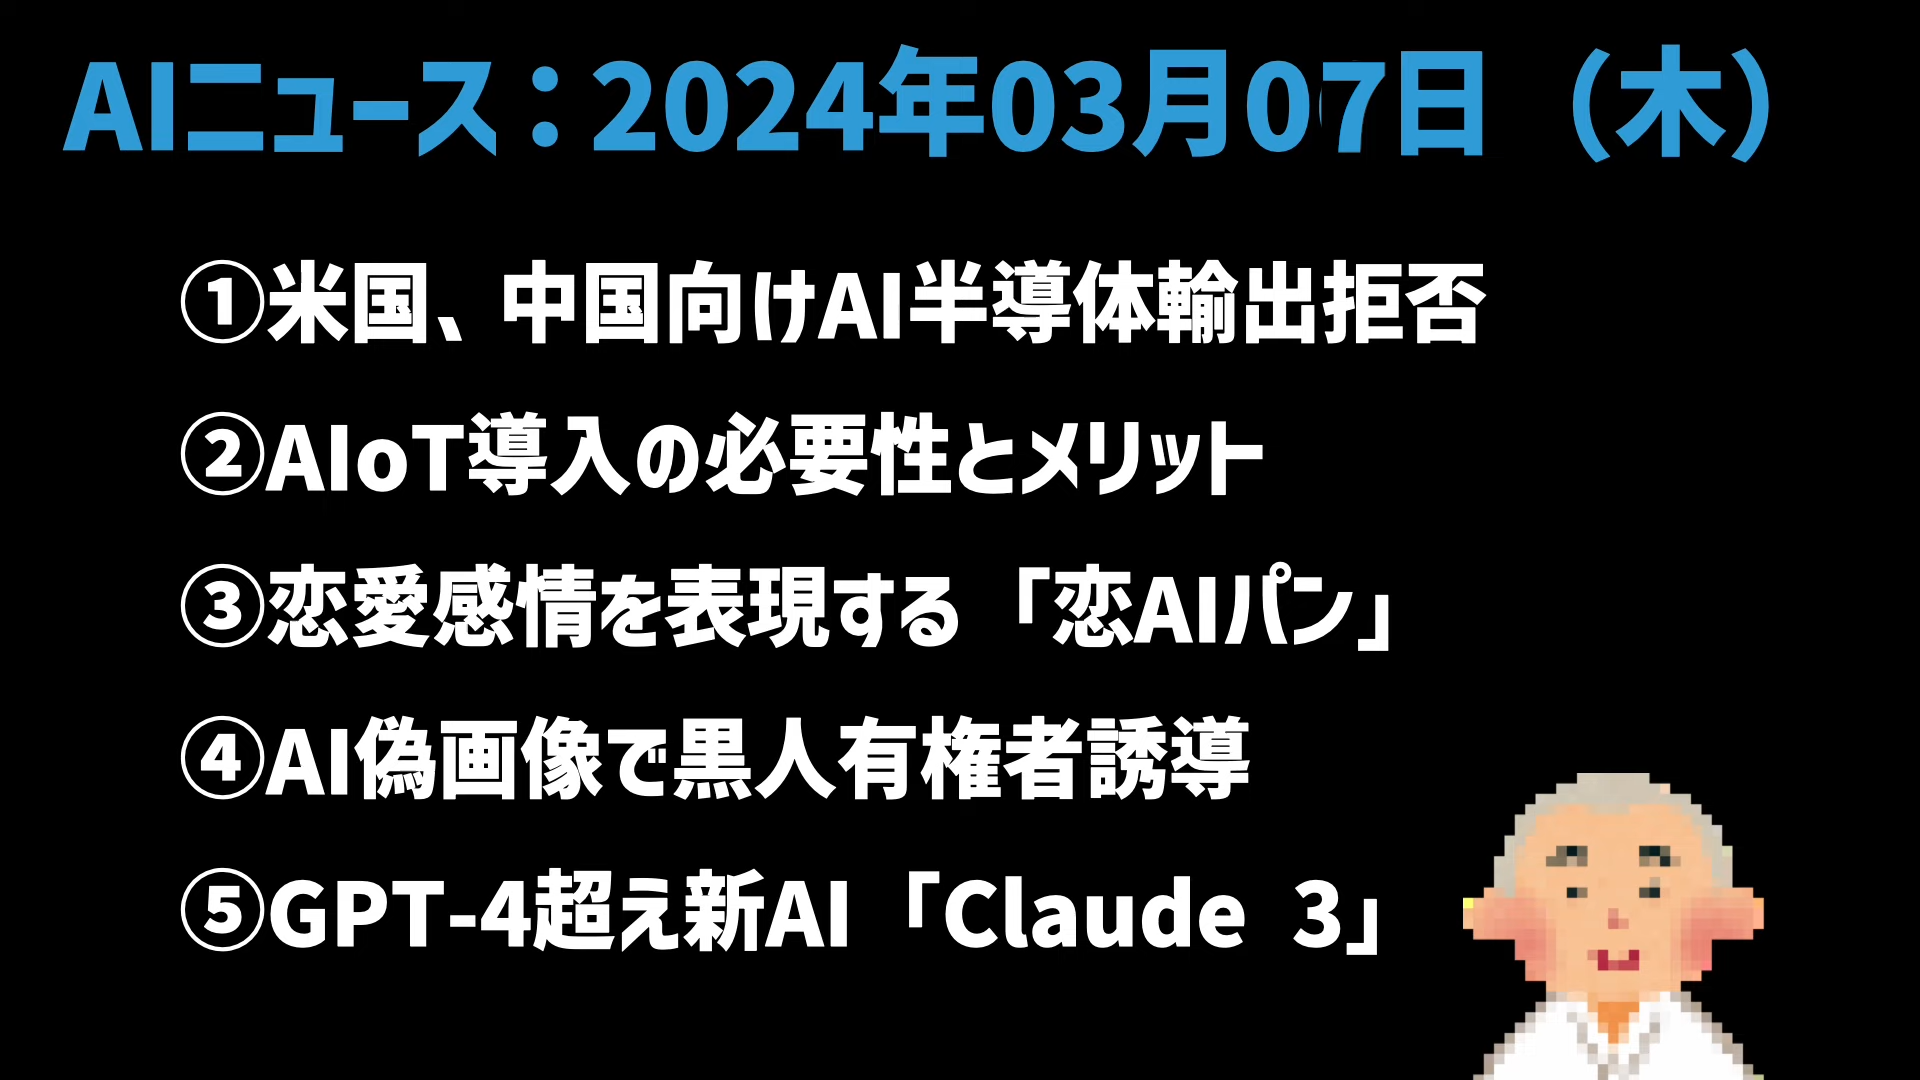 AIニュース：2024年03月07日（木）
①米国、中国向けAI半導体輸出拒否
②AIoT導入の必要性とメリット
③恋愛感情を表現する「恋AIパン」
④AI偽画像で黒人有権者誘導
⑤GPT-4超え新AI「Claude 3」